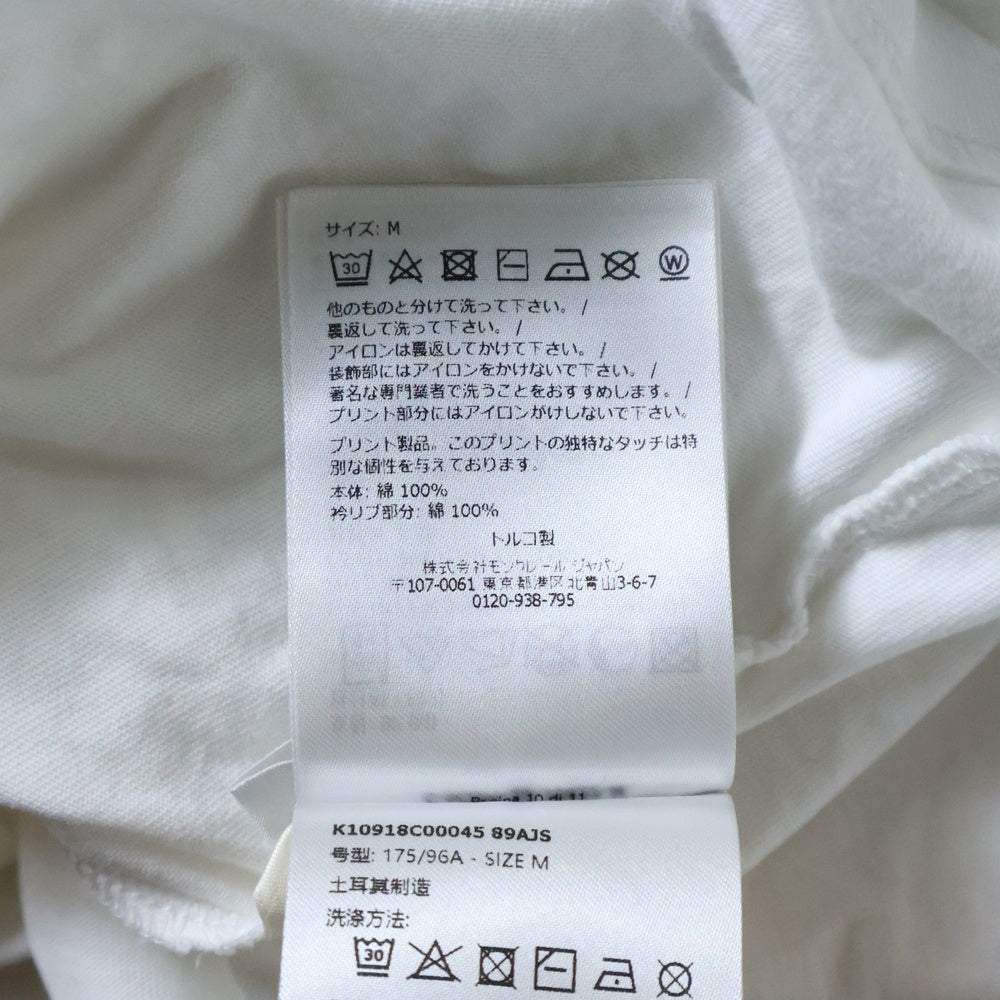 サイズ: M
30 W
他のものと分けて洗って下さい。 /
裏返して洗って下さい。 /
アイロンは裏返してかけて下さい。 /
装飾部にはアイロンをかけないで下さい。 /
著名な専門業者で洗うことをおすすめします。 /
プリント部分にはアイロンがけしないで下さい。
プリント製品。このプリントの独特なタッチは特
別な個性を与えております。
本体: 綿 100%
衿リブ部分: 綿 100%
トルコ製
株式会社モンクレール ジャパン
〒107-0061 東京都港区北青山3-6-7
0120-938-795
10 di 11
K10918C00045 89AJS
号型: 175/96A - SIZE M
土耳其制造
洗涤方法:
30